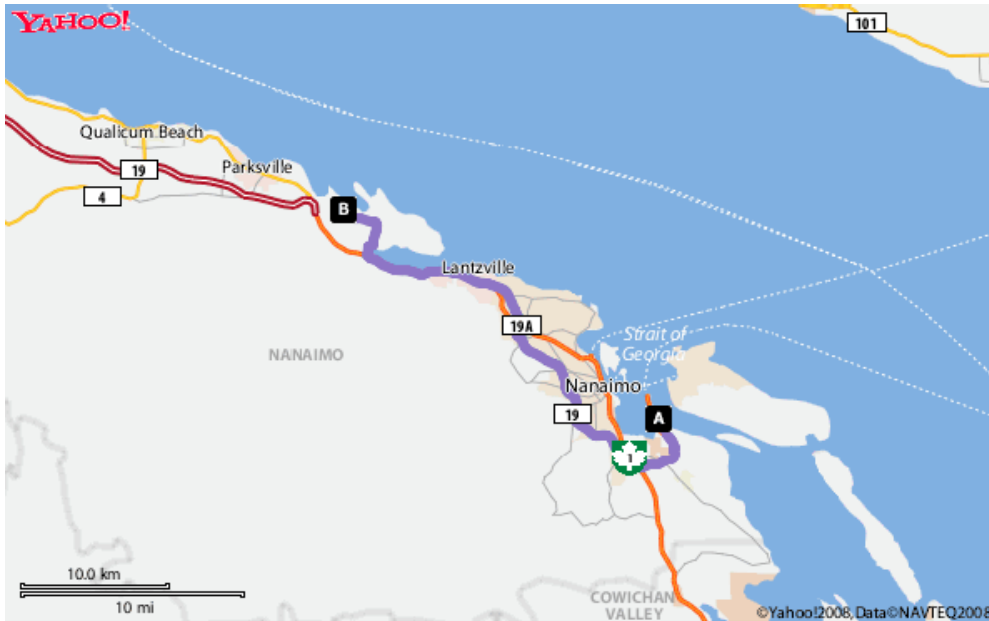 YAHOO!
101
Qualicum Beach
19
Parksville
4
B
Lantzville
19A
Strait of
Georgia
NANAIMO
Nanaimo
19
A
1
10.0 km
10 mi
COWICHAN
VALLEY
©Yahoo!2008,Data©NAVTEQ2008